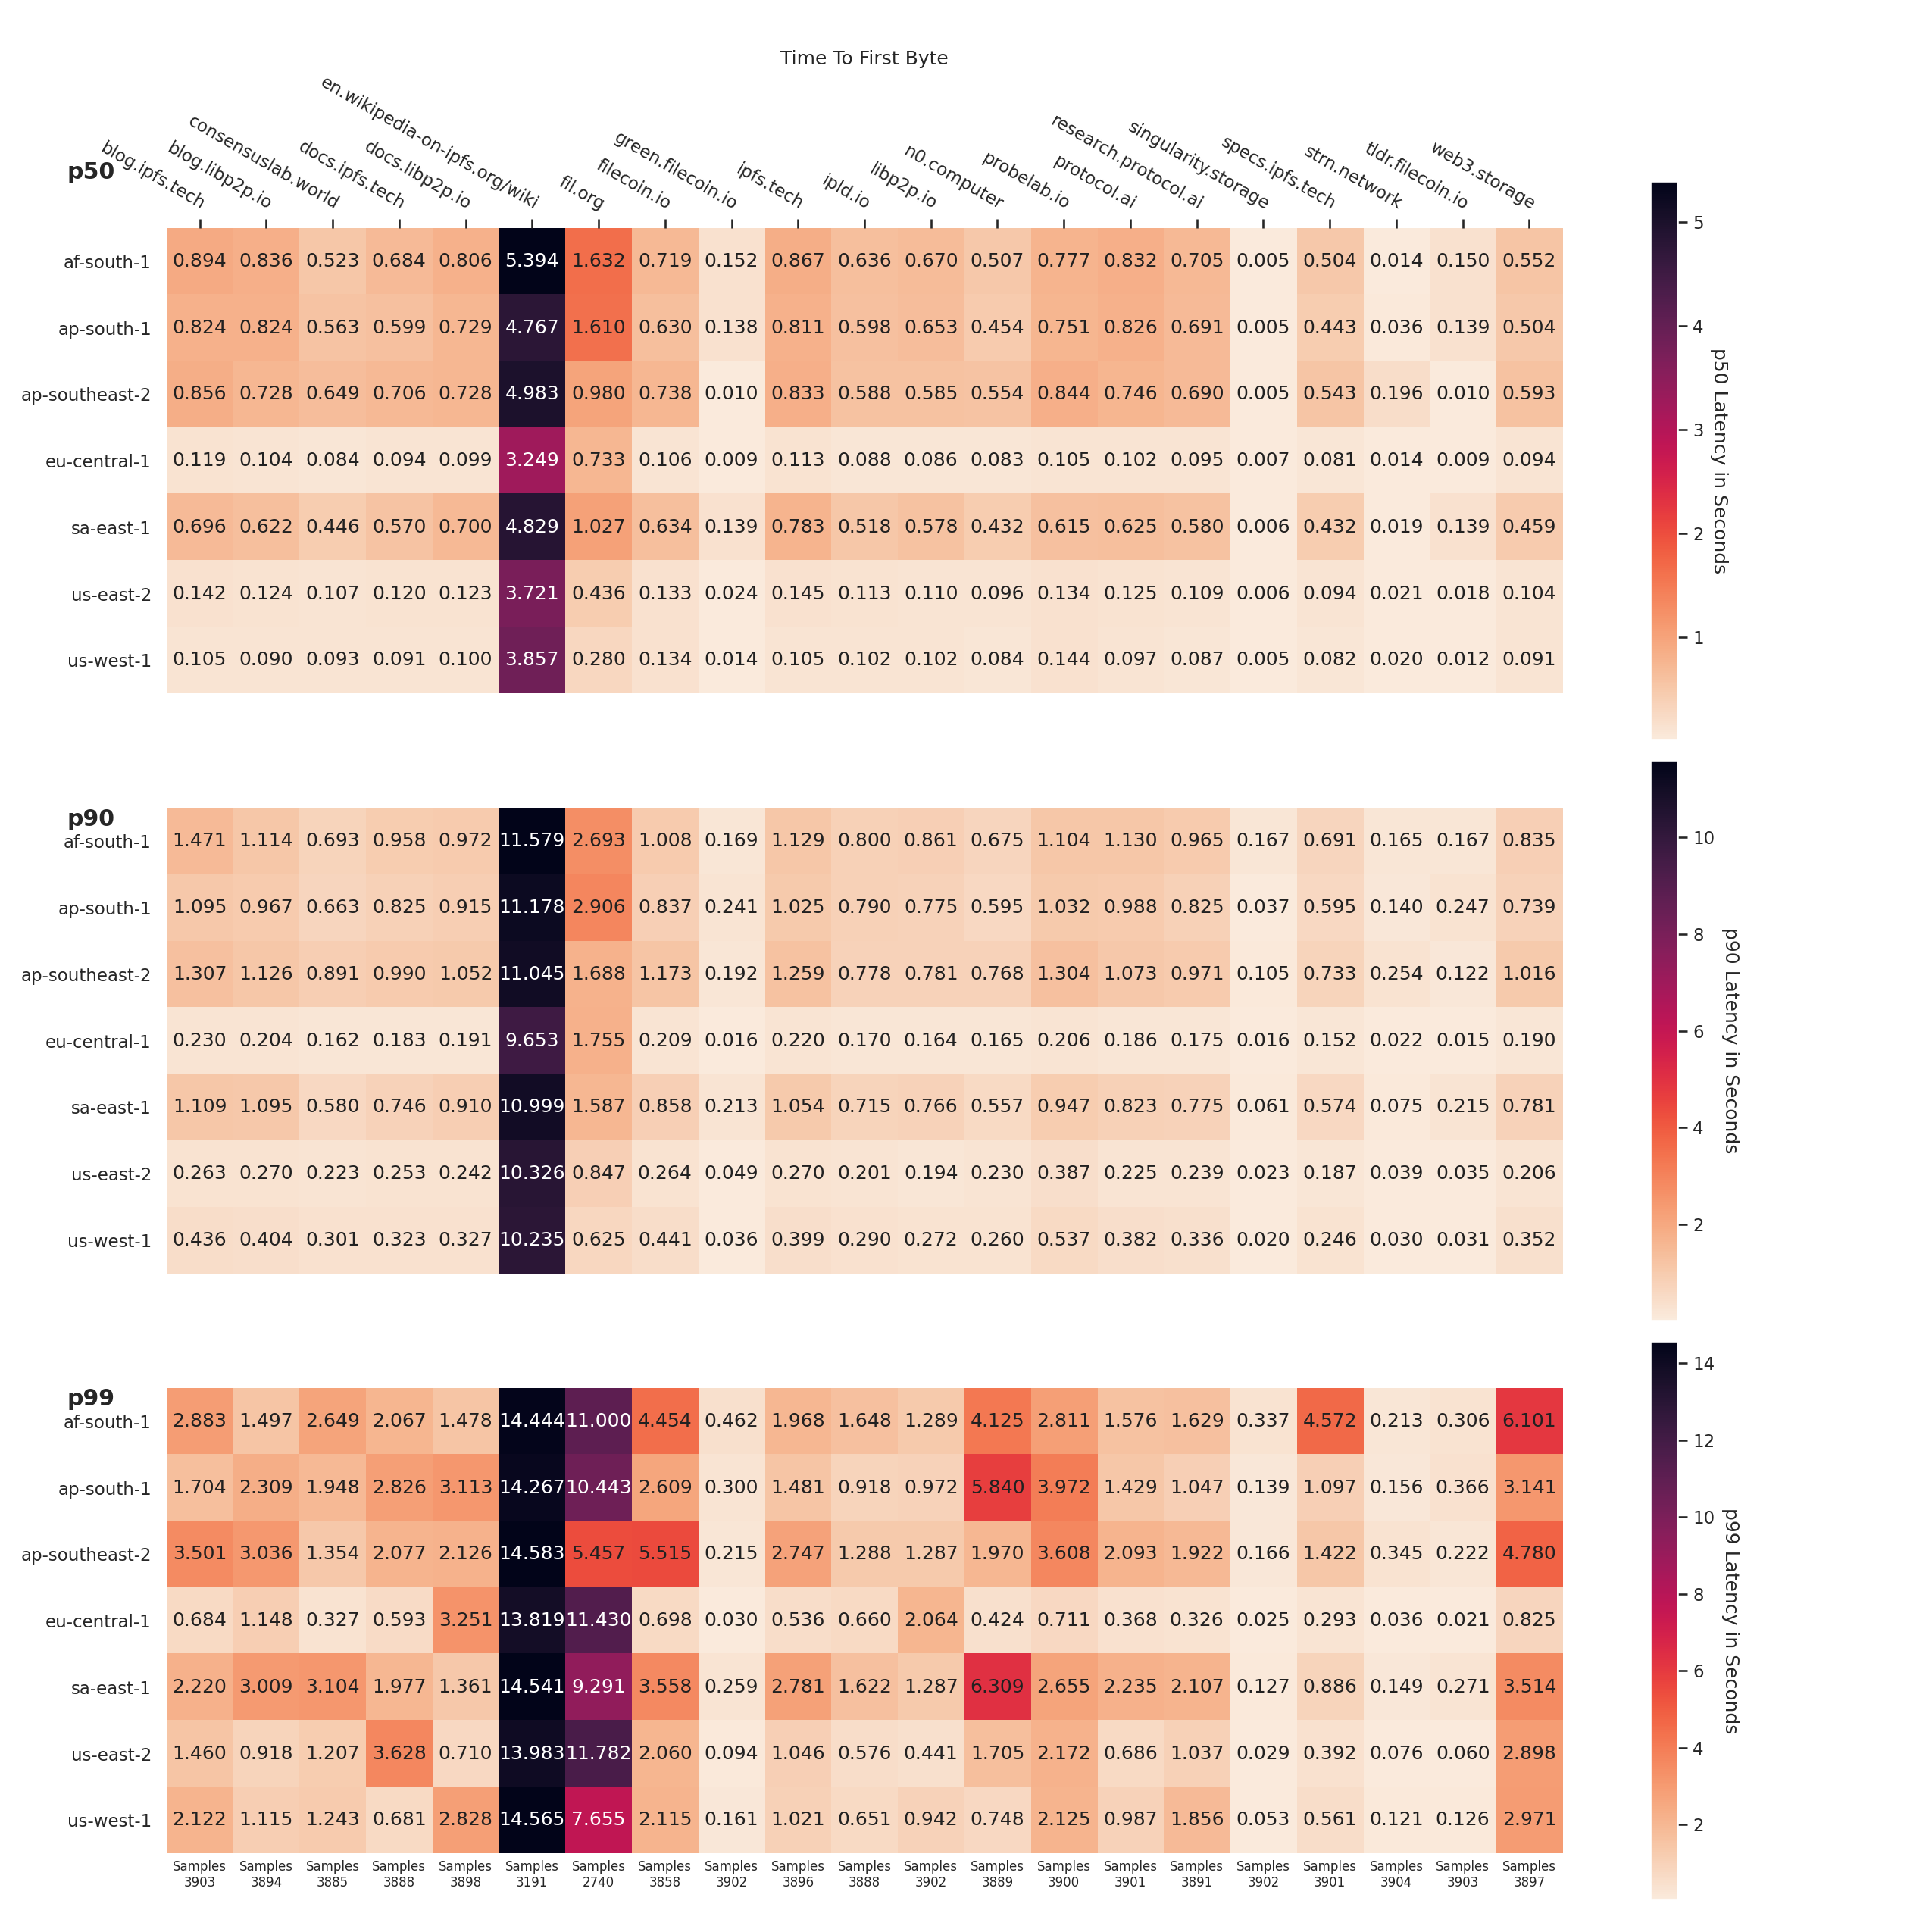 Time To First Byte
p50
blog.ipfs.tech
blog.libp2p.io
consensuslab.world
docs.ipfs.tech
docs.libp2p.io
en.wikipedia-on-ipfs.org/wiki
fil.org
filecoin.io
green.filecoin.io
ipfs.tech
ipld.io
libp2p.io
n0.computer
probelab.io
protocol.ai
research.protocol.ai
singularity.storage
specs.ipfs.tech
strn.network
tldr.filecoin.io
web3.storage
af-south-1 0.894 0.836 0.523 0.684 0.806 5.394 1.632 0.719 0.152 0.867 0.636 0.670 0.507 0.777 0.832 0.705 0.005 0.504 0.014 0.150 0.552
ap-south-1 0.824 0.824 0.563 0.599 0.729 4.767 1.610 0.630 0.138 0.811 0.598 0.653 0.454 0.751 0.826 0.691 0.005 0.443 0.036 0.139 0.504
ap-southeast-2 0.856 0.728 0.649 0.706 0.728 4.983 0.980 0.738 0.010 0.833 0.588 0.585 0.554 0.844 0.746 0.690 0.005 0.543 0.196 0.010 0.593
eu-central-1 0.119 0.104 0.084 0.094 0.099 3.249 0.733 0.106 0.009 0.113 0.088 0.086 0.083 0.105 0.102 0.095 0.007 0.081 0.014 0.009 0.094
sa-east-1 0.696 0.622 0.446 0.570 0.700 4.829 1.027 0.634 0.139 0.783 0.518 0.578 0.432 0.615 0.625 0.580 0.006 0.432 0.019 0.139 0.459
us-east-2 0.142 0.124 0.107 0.120 0.123 3.721 0.436 0.133 0.024 0.145 0.113 0.110 0.096 0.134 0.125 0.109 0.006 0.094 0.021 0.018 0.104
us-west-1 0.105 0.090 0.093 0.091 0.100 3.857 0.280 0.134 0.014 0.105 0.102 0.102 0.084 0.144 0.097 0.087 0.005 0.082 0.020 0.012 0.091
5
4
3
2
1
p50 Latency in Seconds
p90
af-south-1 1.471 1.114 0.693 0.958 0.972 11.579 2.693 1.008 0.169 1.129 0.800 0.861 0.675 1.104 1.130 0.965 0.167 0.691 0.165 0.167 0.835
ap-south-1 1.095 0.967 0.663 0.825 0.915 11.178 2.906 0.837 0.241 1.025 0.790 0.775 0.595 1.032 0.988 0.825 0.037 0.595 0.140 0.247 0.739
ap-southeast-2 1.307 1.126 0.891 0.990 1.052 11.045 1.688 1.173 0.192 1.259 0.778 0.781 0.768 1.304 1.073 0.971 0.105 0.733 0.254 0.122 1.016
eu-central-1 0.230 0.204 0.162 0.183 0.191 9.653 1.755 0.209 0.016 0.220 0.170 0.164 0.165 0.206 0.186 0.175 0.016 0.152 0.022 0.015 0.190
sa-east-1 1.109 1.095 0.580 0.746 0.910 10.999 1.587 0.858 0.213 1.054 0.715 0.766 0.557 0.947 0.823 0.775 0.061 0.574 0.075 0.215 0.781
us-east-2 0.263 0.270 0.223 0.253 0.242 10.326 0.847 0.264 0.049 0.270 0.201 0.194 0.230 0.387 0.225 0.239 0.023 0.187 0.039 0.035 0.206
us-west-1 0.436 0.404 0.301 0.323 0.327 10.235 0.625 0.441 0.036 0.399 0.290 0.272 0.260 0.537 0.382 0.336 0.020 0.246 0.030 0.031 0.352
10
8
6
4
2
p90 Latency in Seconds
p99
af-south-1 2.883 1.497 2.649 2.067 1.478 14.444 11.000 4.454 0.462 1.968 1.648 1.289 4.125 2.811 1.576 1.629 0.337 4.572 0.213 0.306 6.101
ap-south-1 1.704 2.309 1.948 2.826 3.113 14.267 10.443 2.609 0.300 1.481 0.918 0.972 5.840 3.972 1.429 1.047 0.139 1.097 0.156 0.366 3.141
ap-southeast-2 3.501 3.036 1.354 2.077 2.126 14.583 5.457 5.515 0.215 2.747 1.288 1.287 1.970 3.608 2.093 1.922 0.166 1.422 0.345 0.222 4.780
eu-central-1 0.684 1.148 0.327 0.593 3.251 13.819 11.430 0.698 0.030 0.536 0.660 2.064 0.424 0.711 0.368 0.326 0.025 0.293 0.036 0.021 0.825
sa-east-1 2.220 3.009 3.104 1.977 1.361 14.541 9.291 3.558 0.259 2.781 1.622 1.287 6.309 2.655 2.235 2.107 0.127 0.886 0.149 0.271 3.514
us-east-2 1.460 0.918 1.207 3.628 0.710 13.983 11.782 2.060 0.094 1.046 0.576 0.441 1.705 2.172 0.686 1.037 0.029 0.392 0.076 0.060 2.898
us-west-1 2.122 1.115 1.243 0.681 2.828 14.565 7.655 2.115 0.161 1.021 0.651 0.942 0.748 2.125 0.987 1.856 0.053 0.561 0.121 0.126 2.971
Samples Samples Samples Samples Samples Samples Samples Samples Samples Samples Samples Samples Samples Samples Samples Samples Samples Samples Samples Samples Samples
3903 3894 3885 3888 3898 3191 2740 3858 3902 3896 3888 3902 3889 3900 3901 3891 3902 3901 3904 3903 3897
14
12
10
8
6
4
2
p99 Latency in Seconds